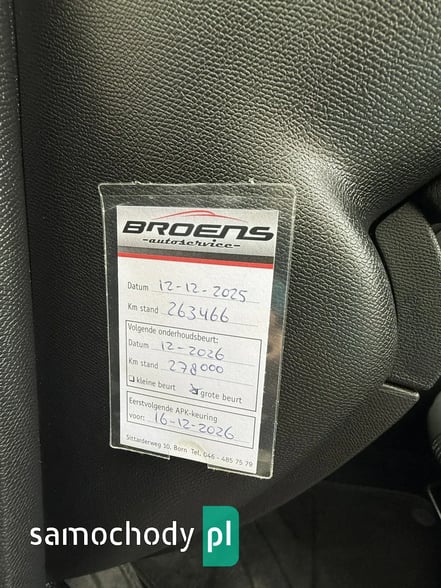 BROENS
-autoservice-
Datum 12-12-2025
Km stand 263466
Volgende onderhoudsbeurt:
Datum 12-2026
Km stand 278000
kleine beurt grote beurt
Eerstvolgende APK-keuring
voor: 16-12-2026
Sittarderweg 30, Born Tel. 046 - 485 75 79
samochody pl